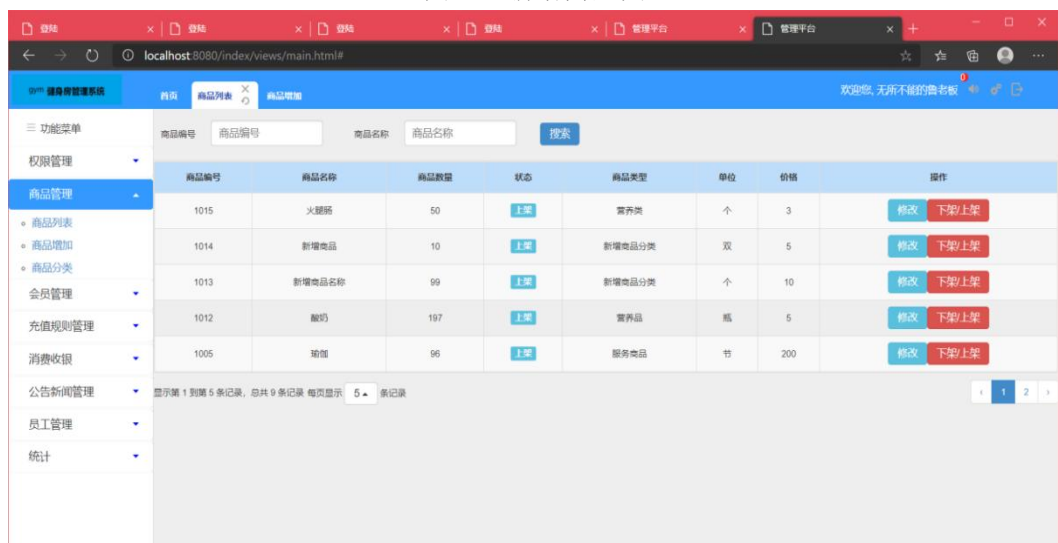 登陆 登陆 登陆 登陆 管理平台 管理平台
localhost:8080/index/views/main.html#
gym 健身房管理系统 首页 商品列表 商品增加 欢迎您, 无所不能的鲁老板 0
功能菜单 商品编号 商品编号 商品名称 商品名称 搜索
权限管理
商品编号 商品名称 商品数量 状态 商品类型 单位 价格 操作
商品管理
1015 火腿肠 50 上架 营养类 个 3 修改 下架/上架
商品列表
商品增加
1014 新增商品 10 上架 新增商品分类 双 5 修改 下架/上架
商品分类
1013 新增商品名称 99 上架 新增商品分类 个 10 修改 下架/上架
会员管理
1012 酸奶 197 上架 营养品 瓶 5 修改 下架/上架
充值规则管理
1005 瑜伽 96 上架 服务商品 节 200 修改 下架/上架
消费收银
公告新闻管理 显示第 1 到第 5 条记录, 总共 9 条记录 每页显示 5 条记录 ‹ 1 2 ›
员工管理
统计